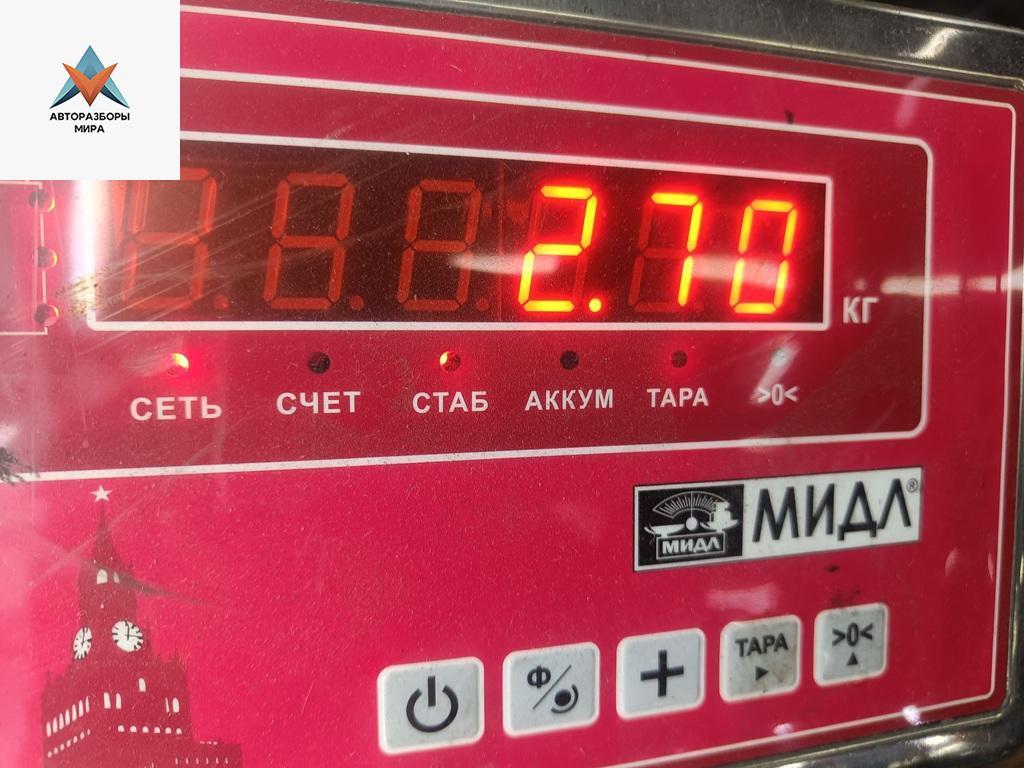 АВТОРАЗБОРЫ
МИРА
2.70
КГ
СЕТЬ СЧЕТ СТАБ АККУМ ТАРА >0<
МИДЛ МИДЛ®
Ф ТАРА >0<